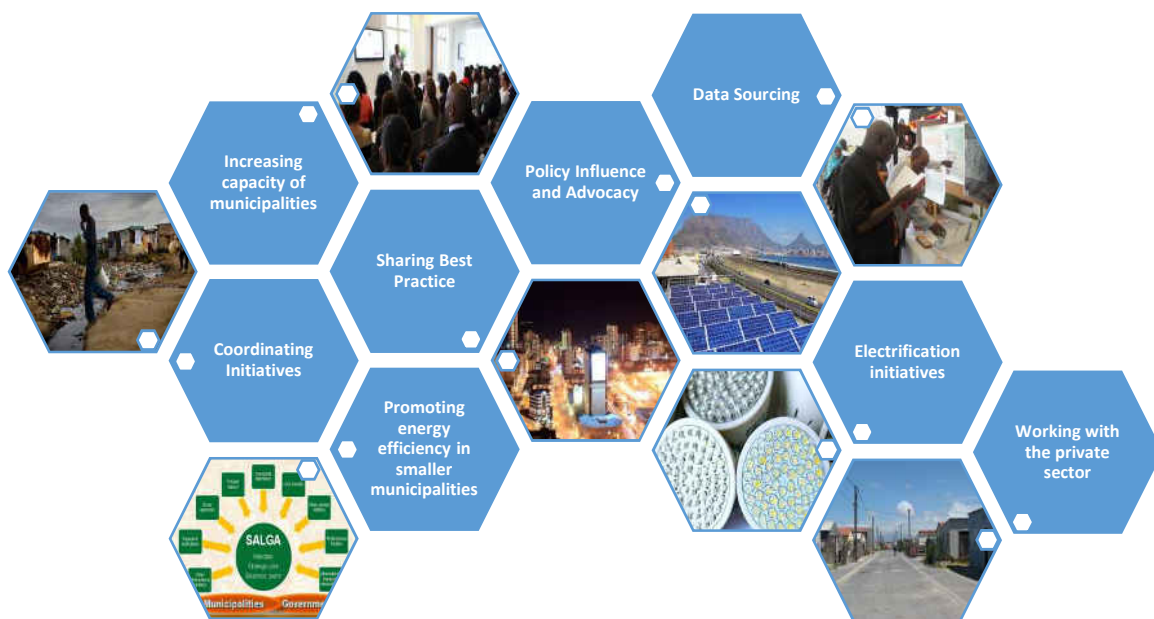 Data Sourcing
Increasing
capacity of
municipalities
Policy Influence
and Advocacy
Sharing Best
Practice
Coordinating
Initiatives
Electrification
initiatives
Promoting
energy
efficiency in
smaller
municipalities
Working with
the private
sector
SALGA
Municipalities
Governm